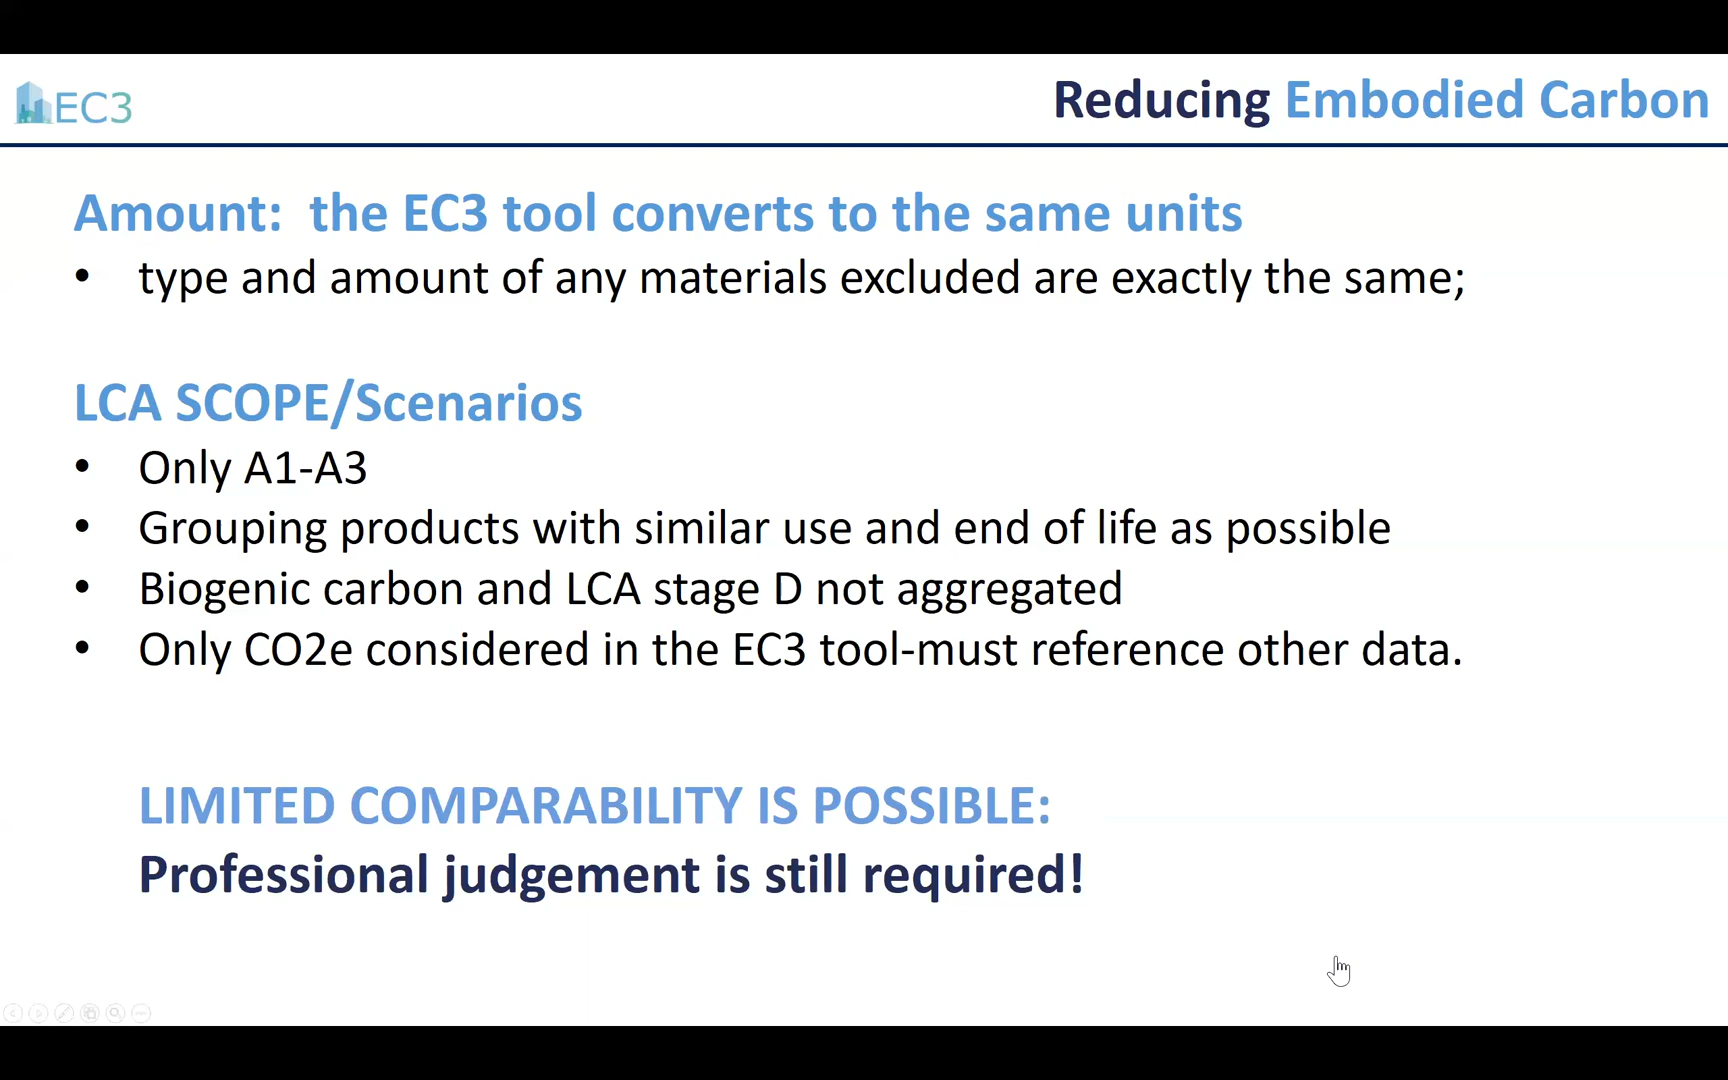 EC3
Reducing Embodied Carbon
Amount: the EC3 tool converts to the same units
• type and amount of any materials excluded are exactly the same;
LCA SCOPE/Scenarios
• Only A1-A3
• Grouping products with similar use and end of life as possible
• Biogenic carbon and LCA stage D not aggregated
• Only CO2e considered in the EC3 tool-must reference other data.
LIMITED COMPARABILITY IS POSSIBLE:
Professional judgement is still required!